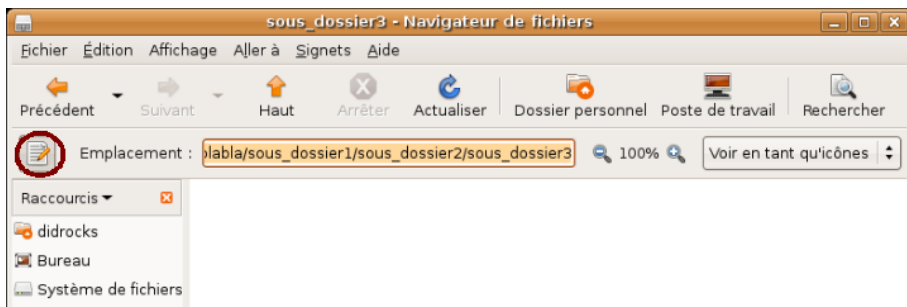 sous_dossier3 - Navigateur de fichiers
Fichier Édition Affichage Aller à Signets Aide
Précédent Suivant Haut Arrêter Actualiser Dossier personnel Poste de travail Rechercher
Emplacement : labla/sous_dossier1/sous_dossier2/sous_dossier3 100% Voir en tant qu'icônes
Raccourcis
didrocks
Bureau
Système de fichiers